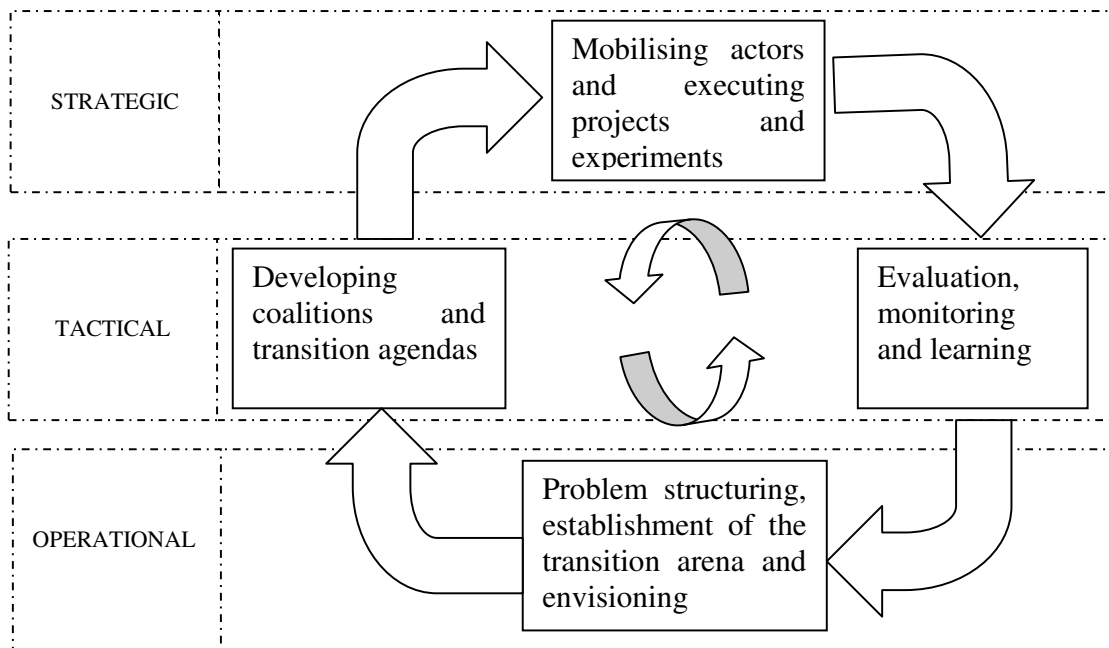 STRATEGIC
Mobilising actors
and executing
projects and
experiments
TACTICAL
Developing
coalitions and
transition agendas
Evaluation,
monitoring
and learning
OPERATIONAL
Problem structuring,
establishment of the
transition arena and
envisioning